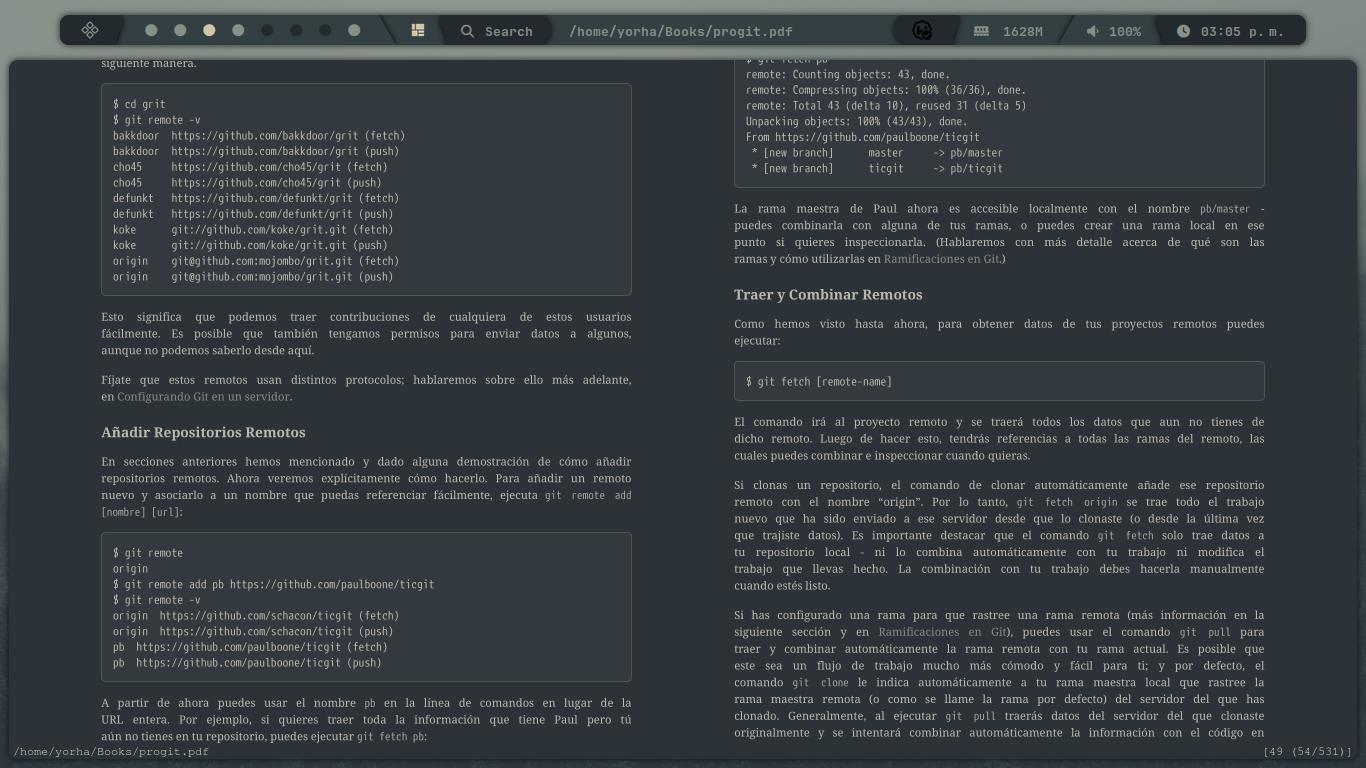 Search
/home/yorha/Books/progit.pdf
1628M
100%
03:05 p. m.
siguiente manera.
$ cd grit
$ git remote -v
bakkdoor  https://github.com/bakkdoor/grit (fetch)
bakkdoor  https://github.com/bakkdoor/grit (push)
cho45     https://github.com/cho45/grit (fetch)
cho45     https://github.com/cho45/grit (push)
defunkt   https://github.com/defunkt/grit (fetch)
defunkt   https://github.com/defunkt/grit (push)
koke      git://github.com/koke/grit.git (fetch)
koke      git://github.com/koke/grit.git (push)
origin    git@github.com:mojombo/grit.git (fetch)
origin    git@github.com:mojombo/grit.git (push)
Esto significa que podemos traer contribuciones de cualquiera de estos usuarios
fácilmente. Es posible que también tengamos permisos para enviar datos a algunos,
aunque no podemos saberlo desde aquí.
Fíjate que estos remotos usan distintos protocolos; hablaremos sobre ello más adelante,
en Configurando Git en un servidor.
Añadir Repositorios Remotos
En secciones anteriores hemos mencionado y dado alguna demostración de cómo añadir
repositorios remotos. Ahora veremos explícitamente cómo hacerlo. Para añadir un remoto
nuevo y asociarlo a un nombre que puedas referenciar fácilmente, ejecuta git remote add
[nombre] [url]:
$ git remote
origin
$ git remote add pb https://github.com/paulboone/ticgit
$ git remote -v
origin  https://github.com/schacon/ticgit (fetch)
origin  https://github.com/schacon/ticgit (push)
pb  https://github.com/paulboone/ticgit (fetch)
pb  https://github.com/paulboone/ticgit (push)
A partir de ahora puedes usar el nombre pb en la línea de comandos en lugar de la
URL entera. Por ejemplo, si quieres traer toda la información que tiene Paul pero tú
aún no tienes en tu repositorio, puedes ejecutar git fetch pb:
$ git fetch pb
remote: Counting objects: 43, done.
remote: Compressing objects: 100% (36/36), done.
remote: Total 43 (delta 10), reused 31 (delta 5)
Unpacking objects: 100% (43/43), done.
From https://github.com/paulboone/ticgit
 * [new branch]      master     -> pb/master
 * [new branch]      ticgit     -> pb/ticgit
La rama maestra de Paul ahora es accesible localmente con el nombre pb/master -
puedes combinarla con alguna de tus ramas, o puedes crear una rama local en ese
punto si quieres inspeccionarla. (Hablaremos con más detalle acerca de qué son las
ramas y cómo utilizarlas en Ramificaciones en Git.)
Traer y Combinar Remotos
Como hemos visto hasta ahora, para obtener datos de tus proyectos remotos puedes
ejecutar:
$ git fetch [remote-name]
El comando irá al proyecto remoto y se traerá todos los datos que aun no tienes de
dicho remoto. Luego de hacer esto, tendrás referencias a todas las ramas del remoto, las
cuales puedes combinar e inspeccionar cuando quieras.
Si clonas un repositorio, el comando de clonar automáticamente añade ese repositorio
remoto con el nombre “origin”. Por lo tanto, git fetch origin se trae todo el trabajo
nuevo que ha sido enviado a ese servidor desde que lo clonaste (o desde la última vez
que trajiste datos). Es importante destacar que el comando git fetch solo trae datos a
tu repositorio local - ni lo combina automáticamente con tu trabajo ni modifica el
trabajo que llevas hecho. La combinación con tu trabajo debes hacerla manualmente
cuando estés listo.
Si has configurado una rama para que rastree una rama remota (más información en la
siguiente sección y en Ramificaciones en Git), puedes usar el comando git pull para
traer y combinar automáticamente la rama remota con tu rama actual. Es posible que
este sea un flujo de trabajo mucho más cómodo y fácil para ti; y por defecto, el
comando git clone le indica automáticamente a tu rama maestra local que rastree la
rama maestra remota (o como se llame la rama por defecto) del servidor del que has
clonado. Generalmente, al ejecutar git pull traerás datos del servidor del que clonaste
originalmente y se intentará combinar automáticamente la información con el código en
/home/yorha/Books/progit.pdf
[49 (54/531)]